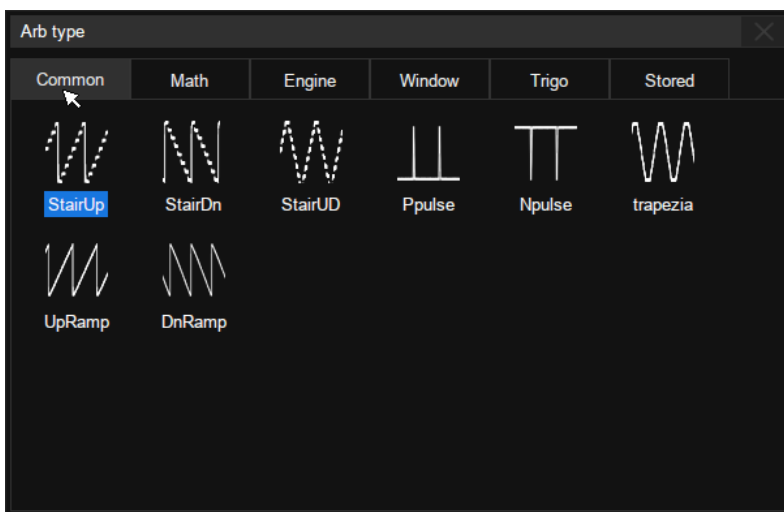 Arb type
Common Math Engine Window Trigo Stored
StairUp StairDn StairUD Ppulse Npulse trapezia
UpRamp DnRamp